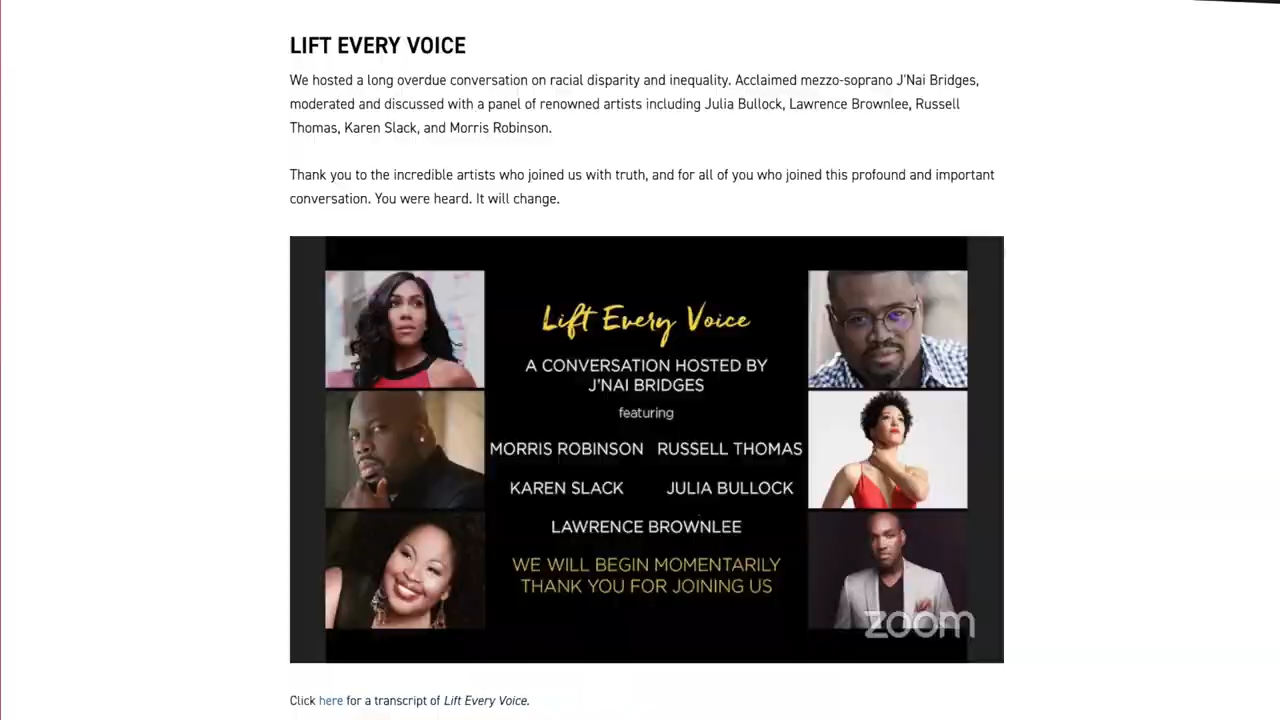 LIFT EVERY VOICE
We hosted a long overdue conversation on racial disparity and inequality. Acclaimed mezzo-soprano J'Nai Bridges,
moderated and discussed with a panel of renowned artists including Julia Bullock, Lawrence Brownlee, Russell
Thomas, Karen Slack, and Morris Robinson.
Thank you to the incredible artists who joined us with truth, and for all of you who joined this profound and important
conversation. You were heard. It will change.
Lift Every Voice
A CONVERSATION HOSTED BY
J'NAI BRIDGES
featuring
MORRIS ROBINSON RUSSELL THOMAS
KAREN SLACK JULIA BULLOCK
LAWRENCE BROWNLEE
WE WILL BEGIN MOMENTARILY
THANK YOU FOR JOINING US
zoom
Click here for a transcript of Lift Every Voice.